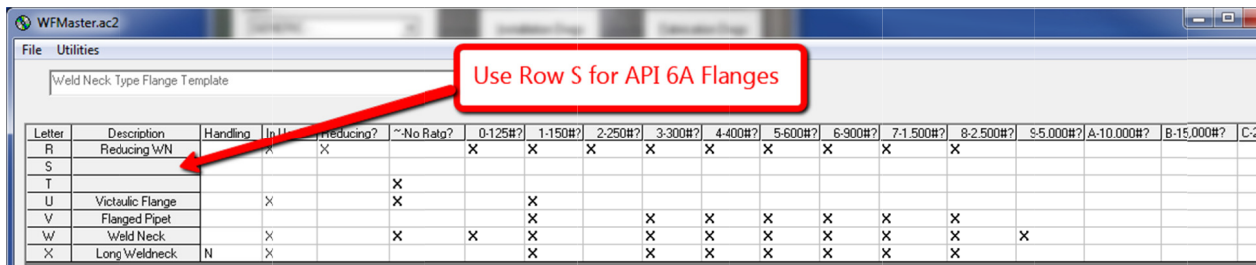 WFMaster.ac2
File Utilities
Weld Neck Type Flange Template
Use Row S for API 6A Flanges
Letter Description Handling Reducing? ~-No Ratg? 0-125#? 1-150#? 2-250#? 3-300#? 4-400#? 5-600#? 6-900#? 7-1.500#? 8-2.500#? 9-5.000#? A-10.000#? B-15.000#?
R Reducing WN X X X X X X X X X X X
S
T X
U Victaulic Flange X X X
V Flanged Pipet X X X X X X X
W Weld Neck X X X X X X X X X X X
X Long Weldneck N X X X X X X X X